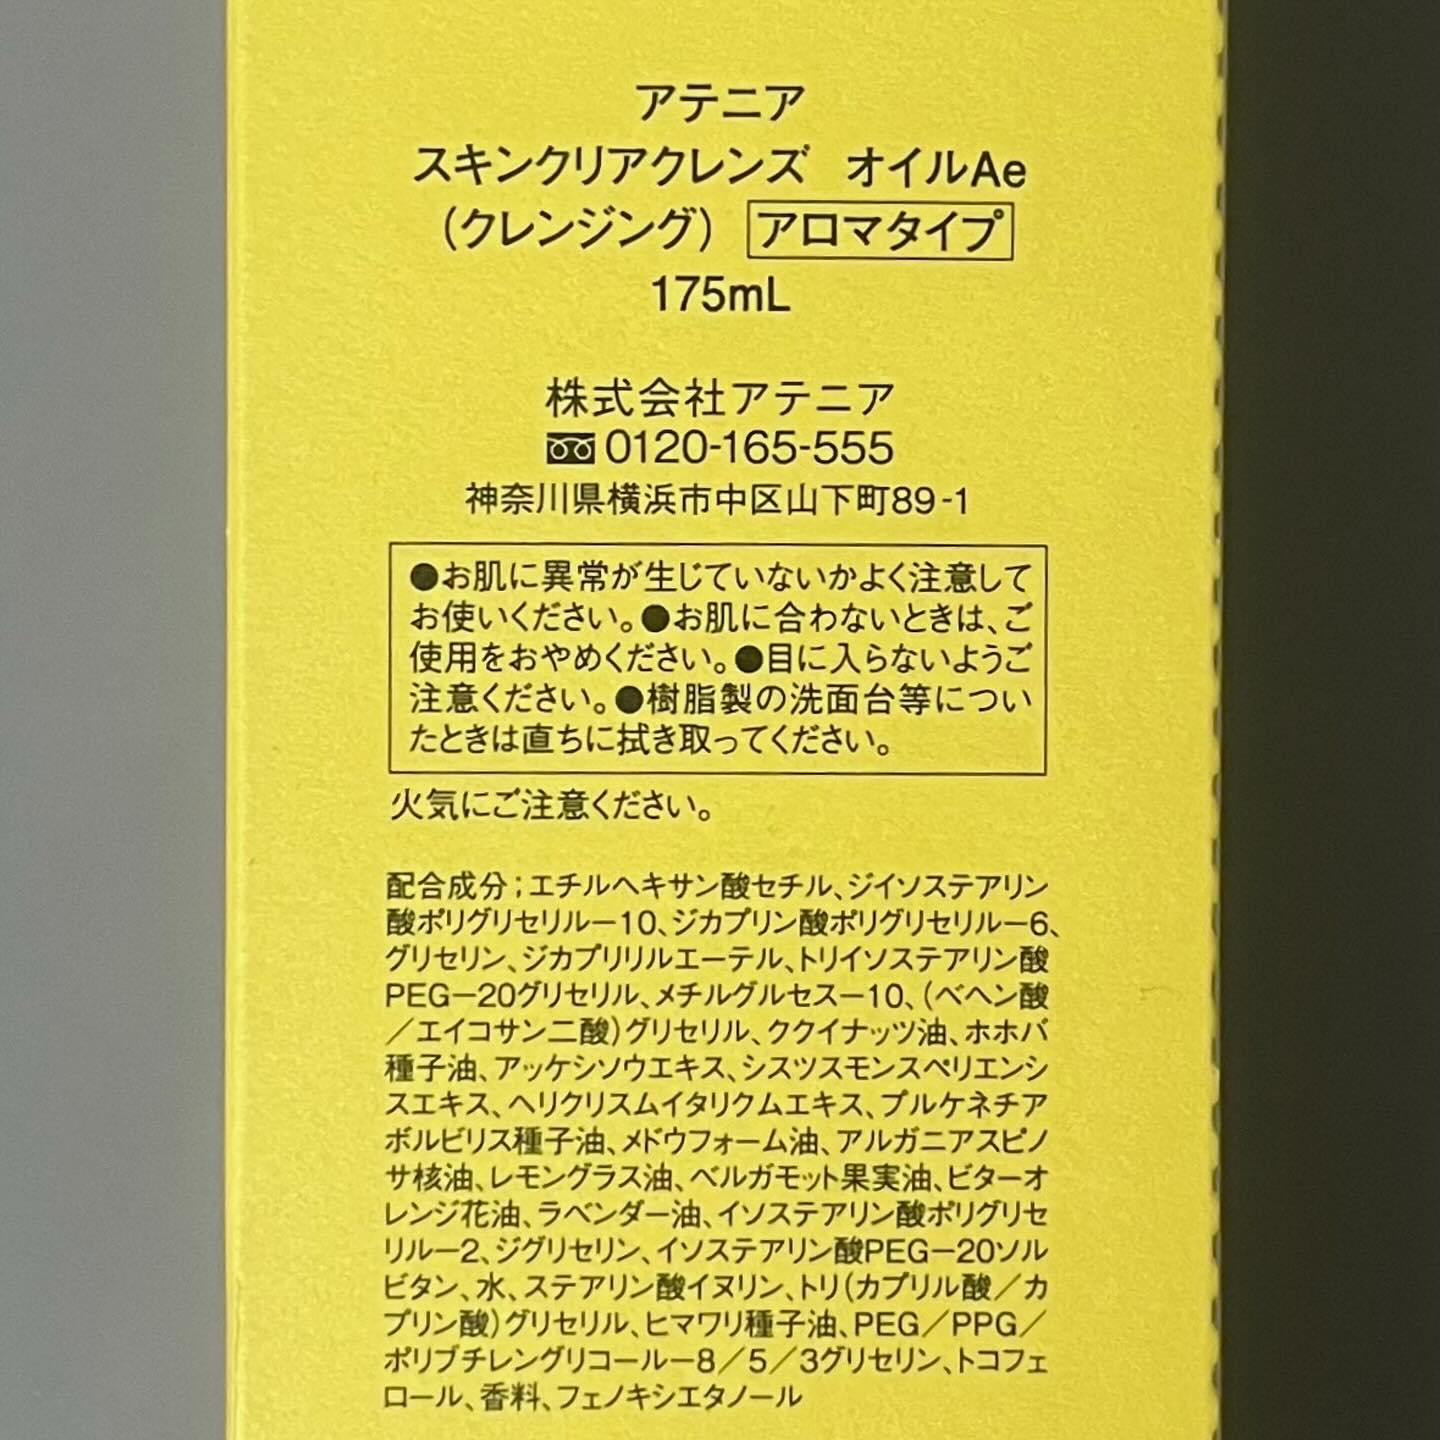 アテニア
スキンクリアクレンズ オイルAe
(クレンジング) アロマタイプ
175mL
株式会社アテニア
0120-165-555
神奈川県横浜市中区山下町89-1
●お肌に異常が生じていないかよく注意して
お使いください。●お肌に合わないときは、ご
使用をおやめください。●目に入らないようご
注意ください。●樹脂製の洗面台等についい
たときは直ちに拭き取ってください。
火気にご注意ください。
配合成分;エチルヘキサン酸セチル、ジイソステアリン
酸ポリグリセリル－10、ジカプリン酸ポリグリセリル－6、
グリセリン、ジカプリリルエーテル、トリイソステアリン酸
PEG－20グリセリル、メチルグルセス－10、(ベヘン酸
／エイコサン二酸)グリセリル、ククイナッツ油、ホホバ
種子油、アッケシソウエキス、シスツスモンスペリエンシ
スエキス、ヘリクリスムイタリクムエキス、プルケネチア
ボルビリス種子油、メドウフォーム油、アルガニアスピノ
サ核油、レモングラス油、ベルガモット果実油、ビターオ
レンジ花油、ラベンダー油、イソステアリン酸ポリグリセ
リル－2、ジグリセリン、イソステアリン酸PEG－20ソル
ビタン、水、ステアリン酸イヌリン、トリ(カプリル酸／カ
プリン酸)グリセリル、ヒマワリ種子油、PEG／PPG／
ポリブチレングリコール－8／5／3グリセリン、トコフェ
ロール、香料、フェノキシエタノール